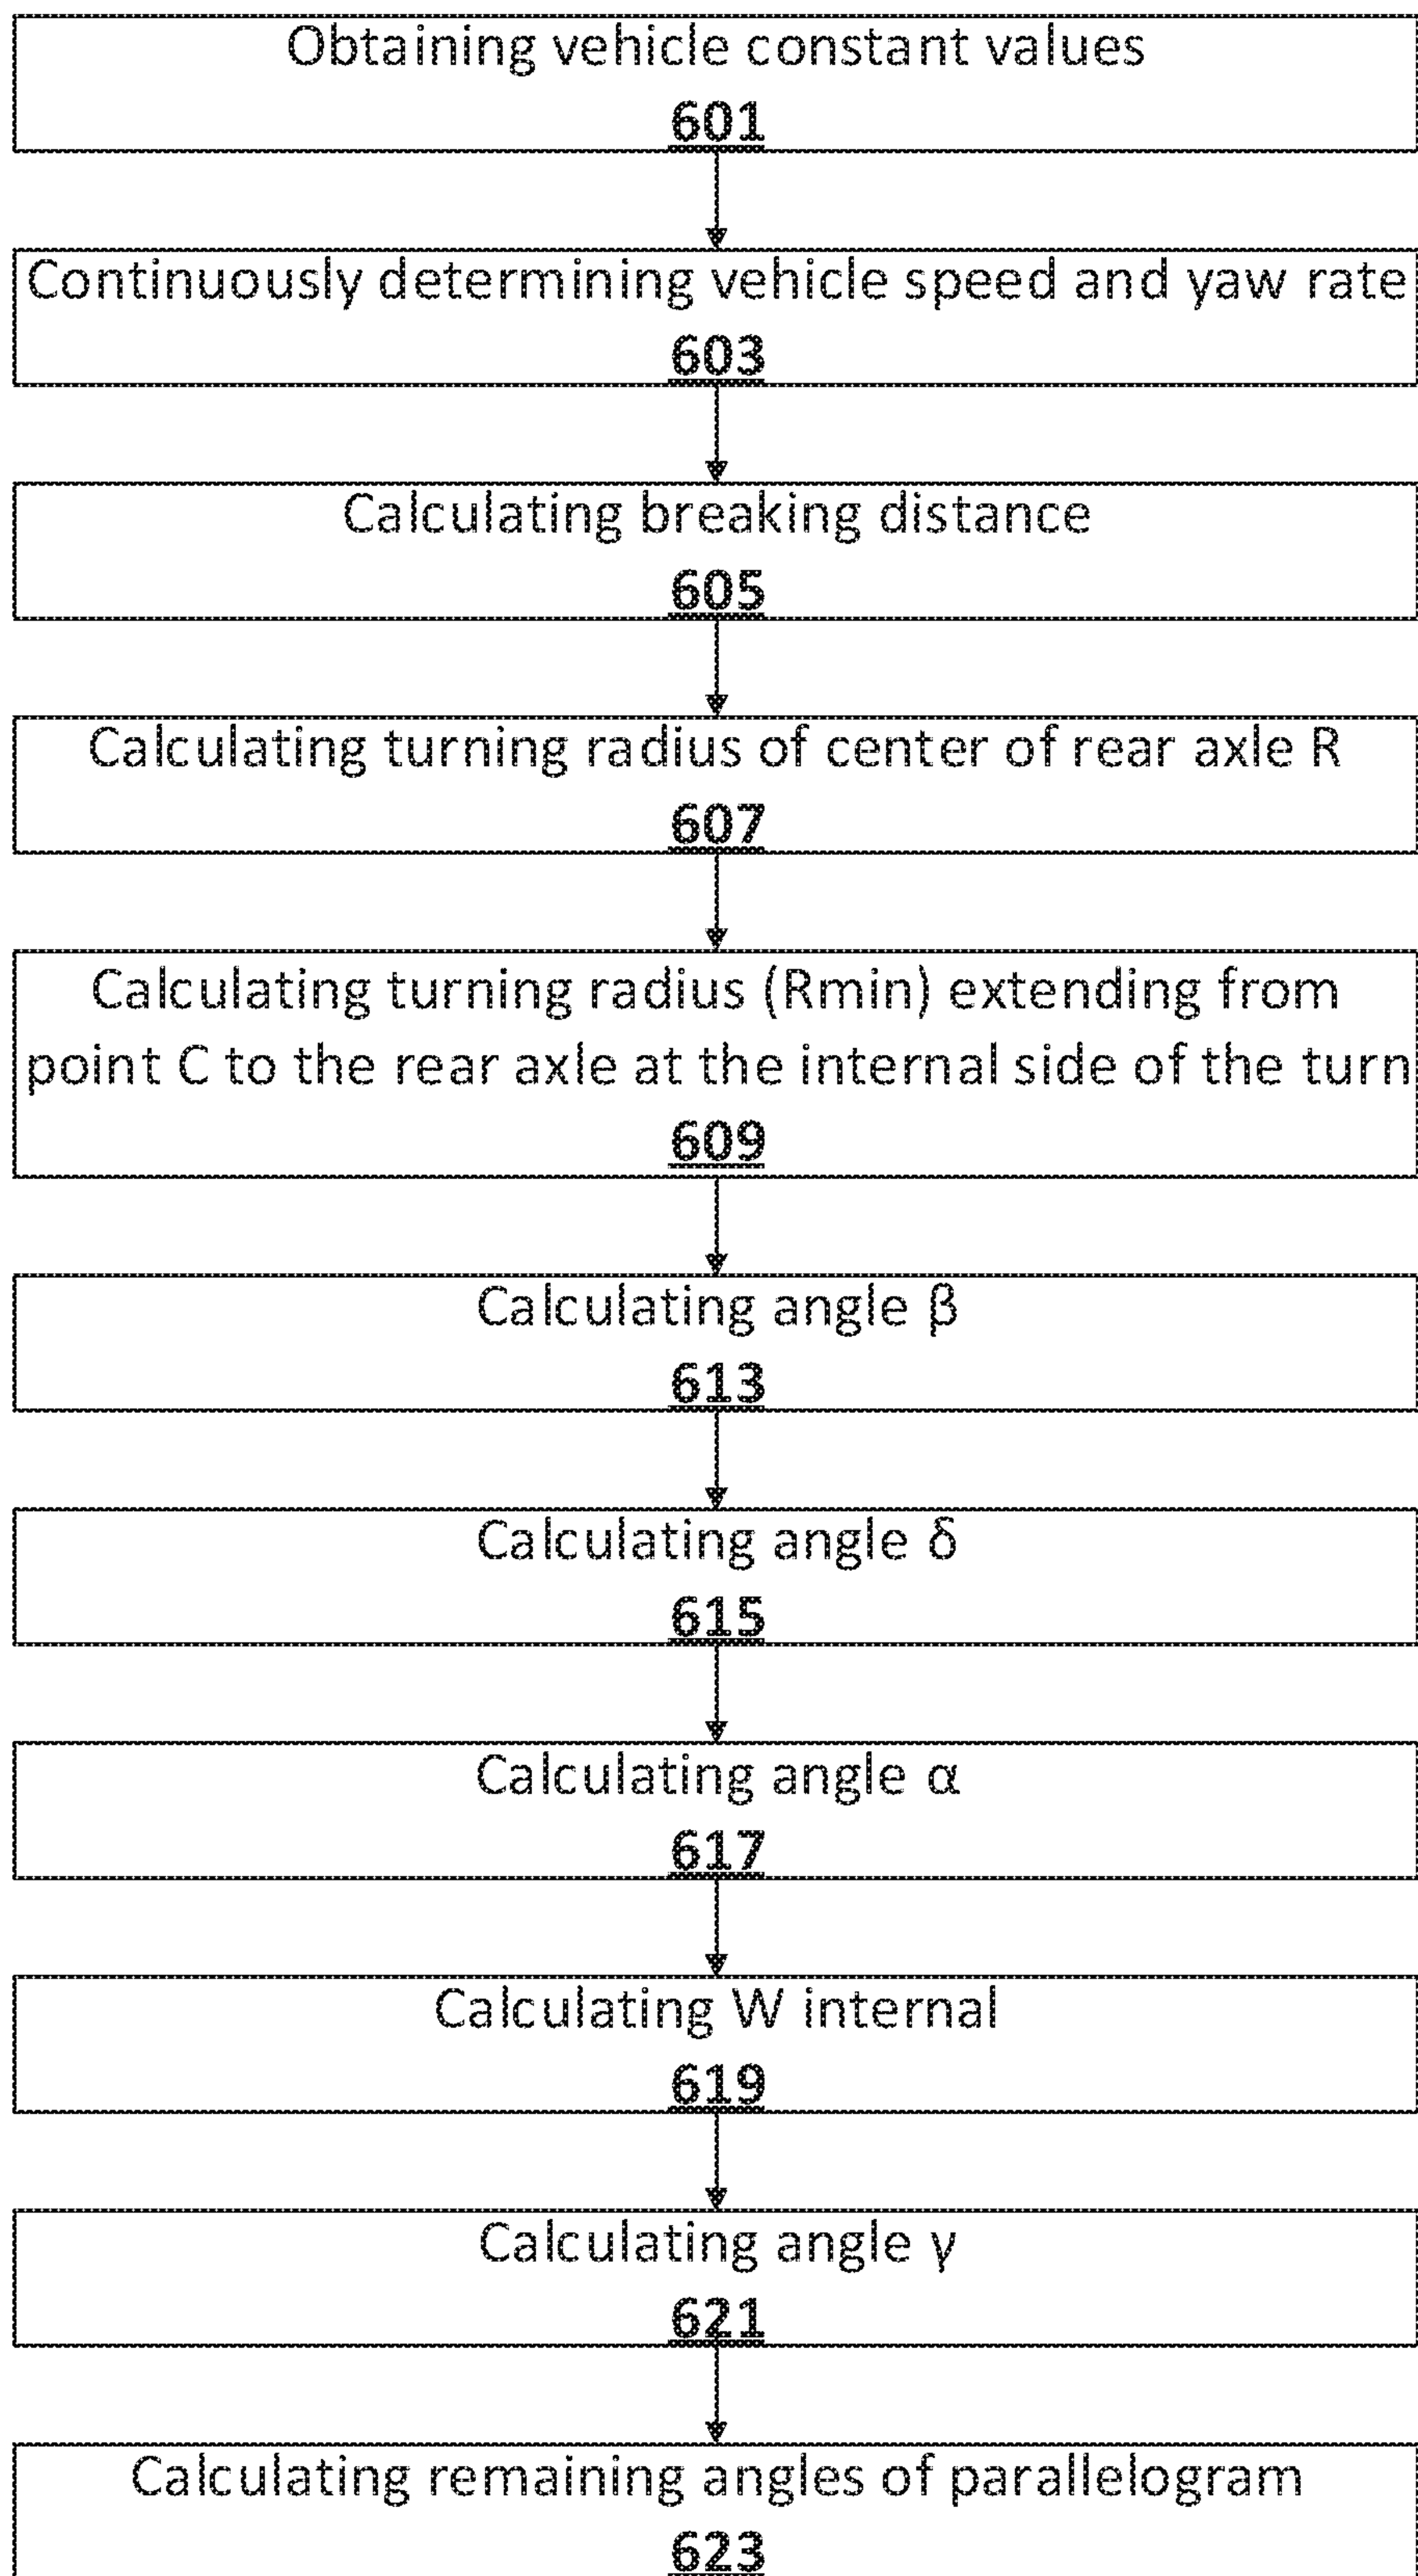 Obtaining vehicle constant values
601
Continuously determining vehicle speed and yaw rate
603
Calculating breaking distance
605
Calculating turning radius of center of rear axle R
607
Calculating turning radius (Rmin) extending from
point C to the rear axle at the internal side of the turn
609
Calculating angle β
613
Calculating angle δ
615
Calculating angle α
617
Calculating W internal
619
Calculating angle γ
621
Calculating remaining angles of parallelogram
623